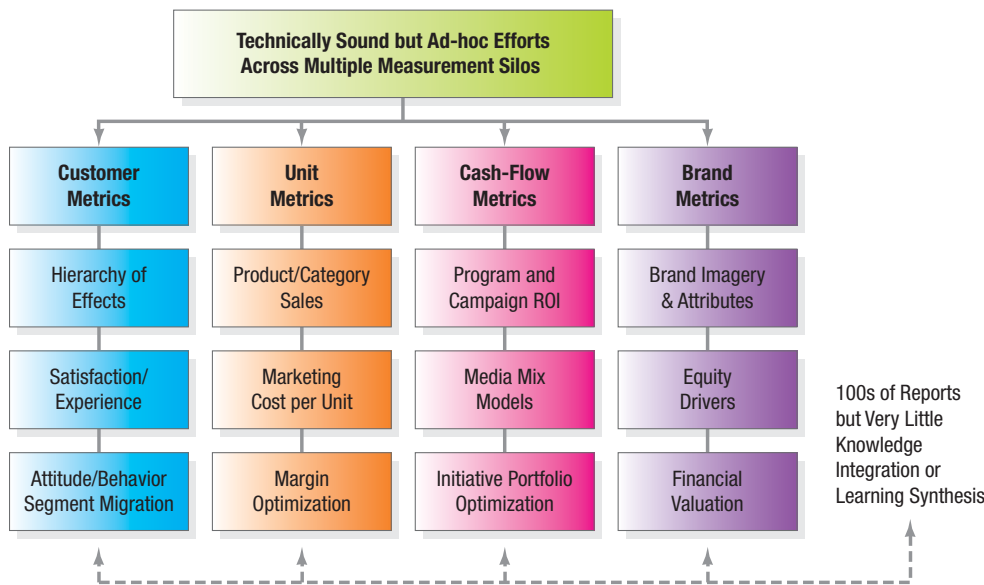 Technically Sound but Ad-hoc Efforts
Across Multiple Measurement Silos
Customer
Metrics
Hierarchy of
Effects
Satisfaction/
Experience
Attitude/Behavior
Segment Migration
Unit
Metrics
Product/Category
Sales
Marketing
Cost per Unit
Margin
Optimization
Cash-Flow
Metrics
Program and
Campaign ROI
Media Mix
Models
Initiative Portfolio
Optimization
Brand
Metrics
Brand Imagery
& Attributes
Equity
Drivers
Financial
Valuation
100s of Reports
but Very Little
Knowledge
Integration or
Learning Synthesis